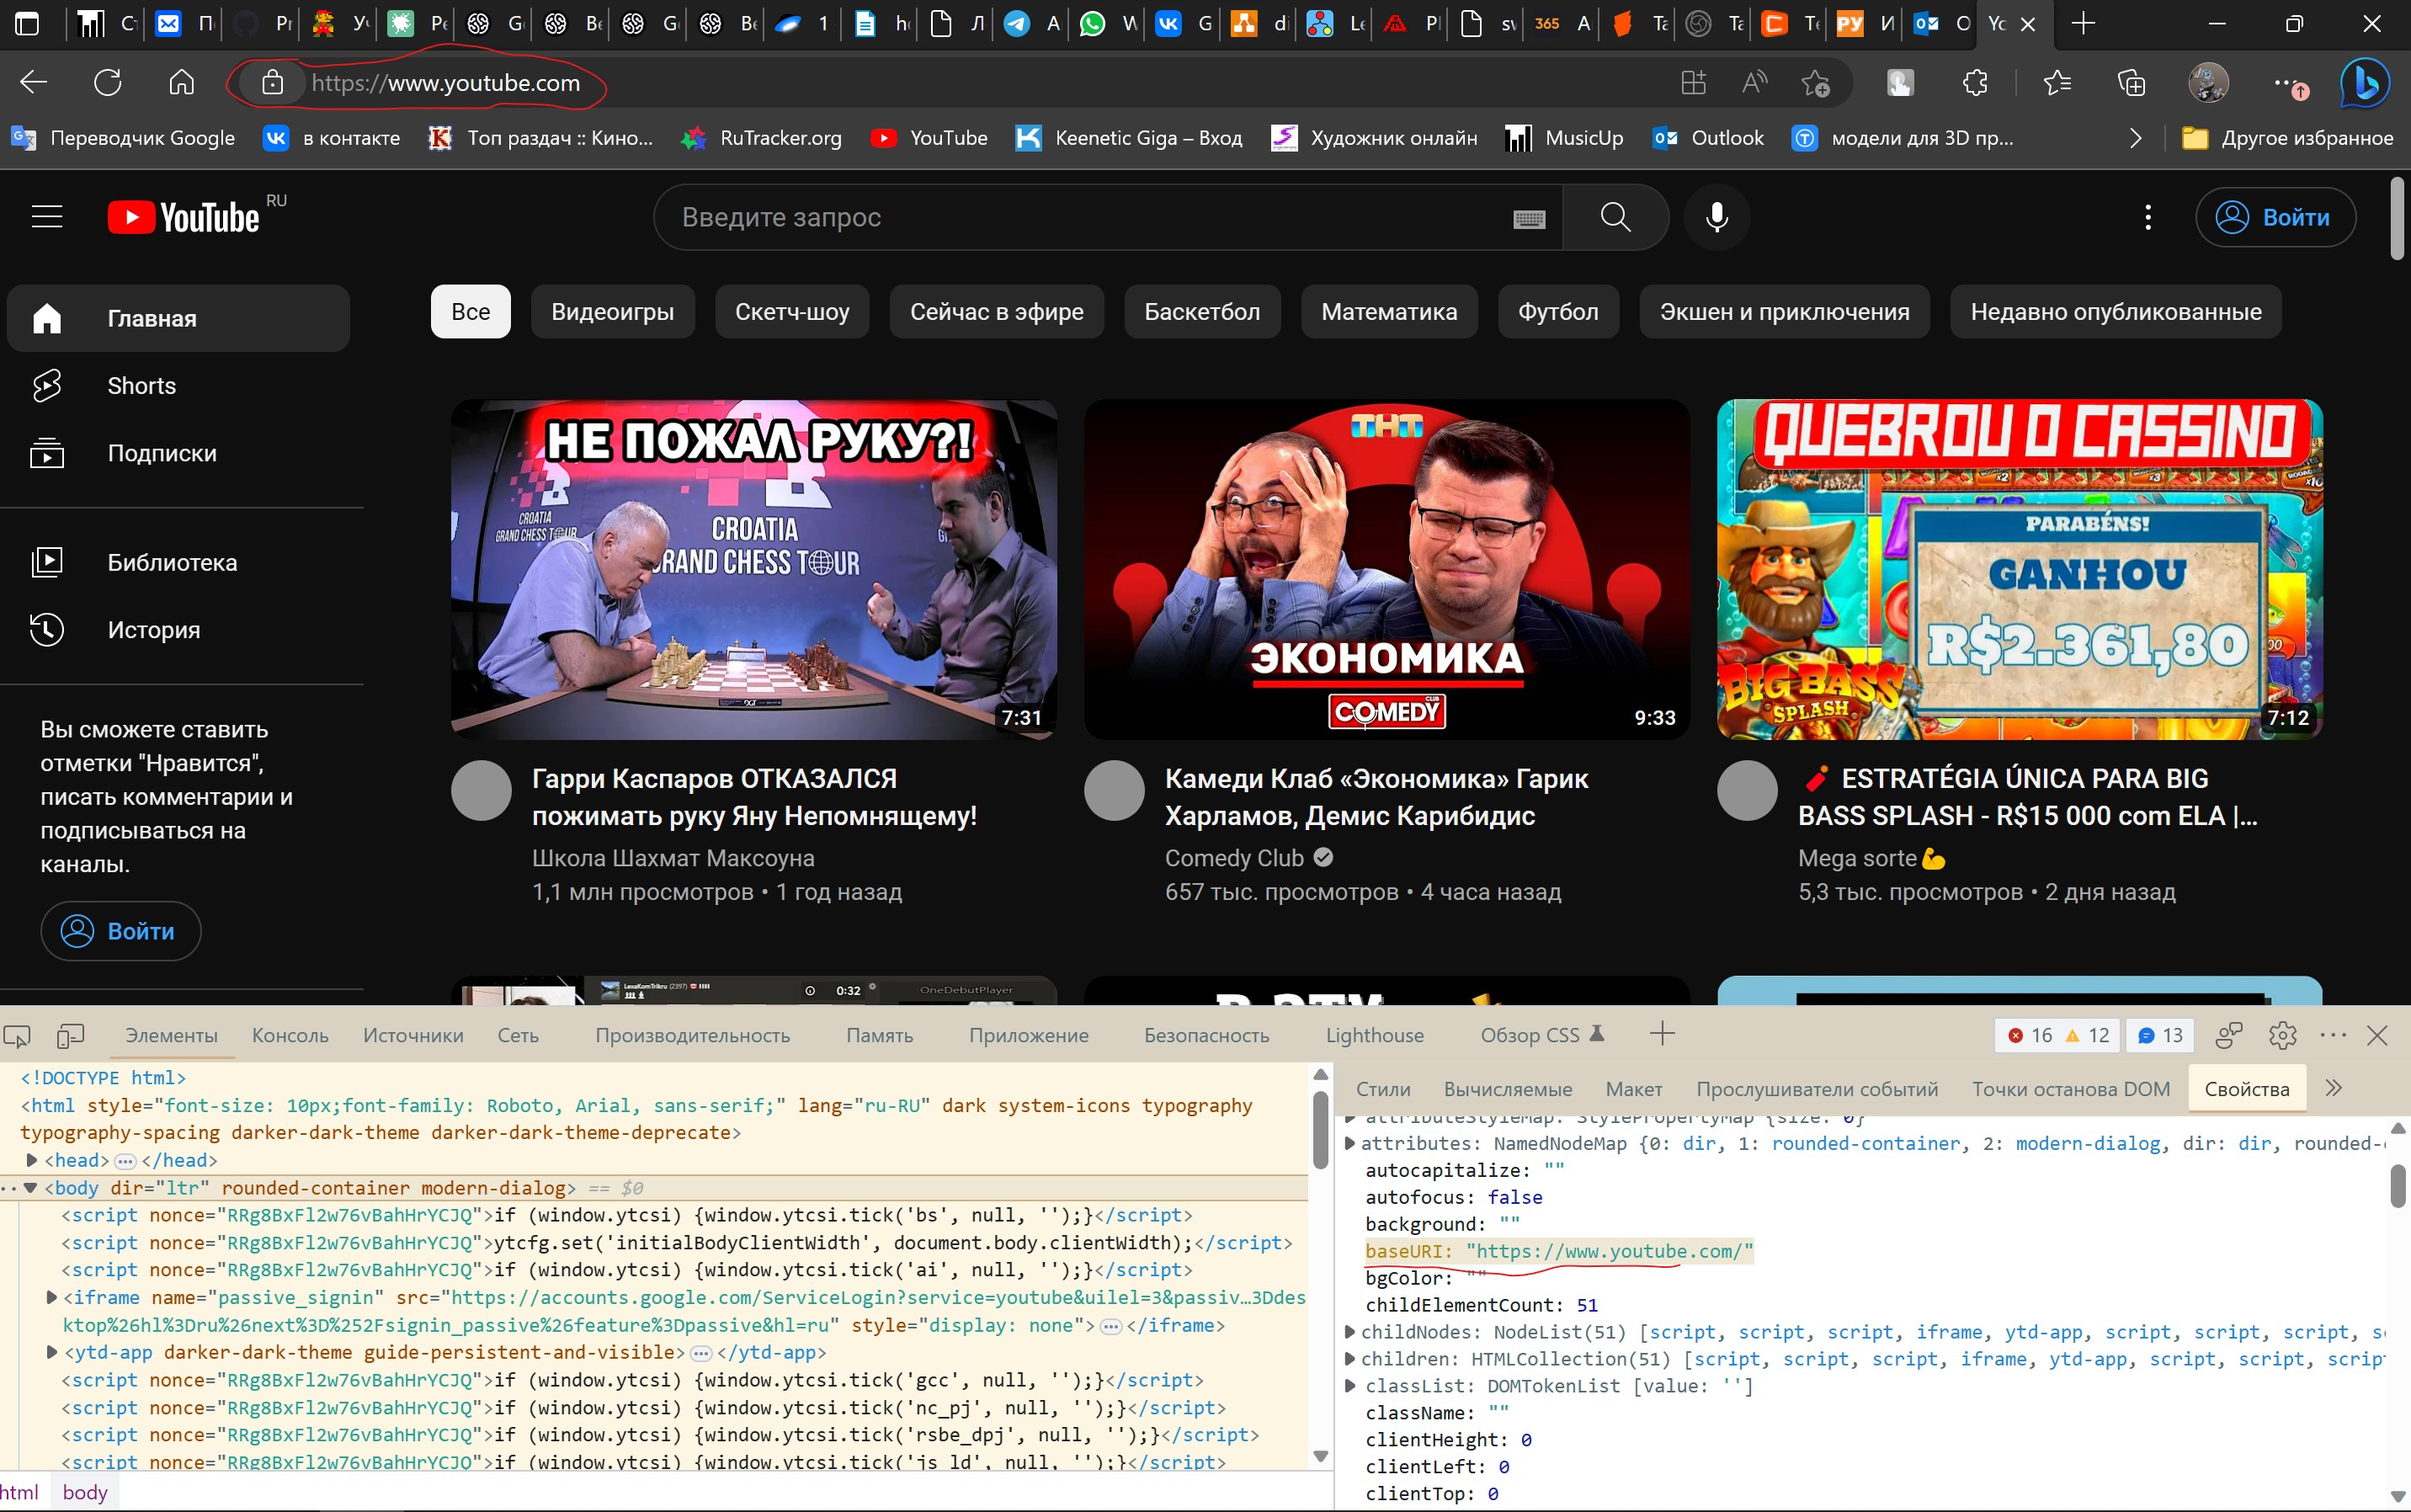 https://www.youtube.com
Переводчик Google
в контакте
Топ раздач :: Кино...
RuTracker.org
YouTube
Keenetic Giga – Вход
Художник онлайн
MusicUp
Outlook
модели для 3D пр...
Другое избранное
YouTube RU
Введите запрос
Войти
Главная
Shorts
Подписки
Библиотека
История
Вы сможете ставить
отметки "Нравится",
писать комментарии и
подписываться на
каналы.
Войти
Все
Видеоигры
Скетч-шоу
Сейчас в эфире
Баскетбол
Математика
Футбол
Экшен и приключения
Недавно опубликованные
НЕ ПОЖАЛ РУКУ?!
CROATIA
GRAND CHESS TOUR
CROATIA
GRAND CHESS TOUR
7:31
Гарри Каспаров ОТКАЗАЛСЯ
пожимать руку Яну Непомнящему!
Школа Шахмат Максоуна
1,1 млн просмотров • 1 год назад
ТНТ
ЭКОНОМИКА
COMEDY CLUB
9:33
Камеди Клаб «Экономика» Гарик
Харламов, Демис Карибидис
Comedy Club
657 тыс. просмотров • 4 часа назад
QUEBROU O CASSINO
PARABÉNS!
GANHOU
R$2.361,80
BIG BASS
SPLASH
7:12
ESTRATÉGIA ÚNICA PARA BIG
BASS SPLASH - R$15 000 com ELA |...
Mega sorte💪
5,3 тыс. просмотров • 2 дня назад
LexaKomTrikru (2397)
0:32
OneDebutPlayer
Элементы
Консоль
Источники
Сеть
Производительность
Память
Приложение
Безопасность
Lighthouse
Обзор CSS
16
12
13
<!DOCTYPE html>
<html style="font-size: 10px;font-family: Roboto, Arial, sans-serif;" lang="ru-RU" dark system-icons typography
typography-spacing darker-dark-theme darker-dark-theme-deprecate>
<head>…</head>
<body dir="ltr" rounded-container modern-dialog> == $0
<script nonce="RRg8BxFl2w76vBahHrYCJQ">if (window.ytcsi) {window.ytcsi.tick('bs', null, '');}</script>
<script nonce="RRg8BxFl2w76vBahHrYCJQ">ytcfg.set('initialBodyClientWidth', document.body.clientWidth);</script>
<script nonce="RRg8BxFl2w76vBahHrYCJQ">if (window.ytcsi) {window.ytcsi.tick('ai', null, '');}</script>
<iframe name="passive_signin" src="https://accounts.google.com/ServiceLogin?service=youtube&uilel=3&passiv…3Ddes
ktop%26hl%3Dru%26next%3D%252Fsignin_passive%26feature%3Dpassive&hl=ru" style="display: none">…</iframe>
<ytd-app darker-dark-theme guide-persistent-and-visible>…</ytd-app>
<script nonce="RRg8BxFl2w76vBahHrYCJQ">if (window.ytcsi) {window.ytcsi.tick('gcc', null, '');}</script>
<script nonce="RRg8BxFl2w76vBahHrYCJQ">if (window.ytcsi) {window.ytcsi.tick('nc_pj', null, '');}</script>
<script nonce="RRg8BxFl2w76vBahHrYCJQ">if (window.ytcsi) {window.ytcsi.tick('rsbe_dpj', null, '');}</script>
<script nonce="RRg8BxFl2w76vBahHrYCJQ">if (window.ytcsi) {window.ytcsi.tick('js_ld', null, '');}</script>
html body
Стили
Вычисляемые
Макет
Прослушиватели событий
Точки останова DOM
Свойства
attributeStyleMap: StylePropertyMap {size: 0}
attributes: NamedNodeMap {0: dir, 1: rounded-container, 2: modern-dialog, dir: dir, rounded-c
autocapitalize: ""
autofocus: false
background: ""
baseURI: "https://www.youtube.com/"
bgColor: ""
childElementCount: 51
childNodes: NodeList(51) [script, script, script, iframe, ytd-app, script, script, script, s
children: HTMLCollection(51) [script, script, script, iframe, ytd-app, script, script, scrip
classList: DOMTokenList [value: '']
className: ""
clientHeight: 0
clientLeft: 0
clientTop: 0